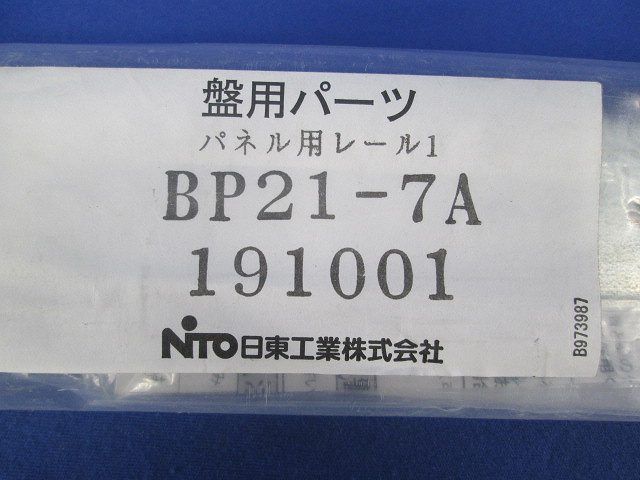 盤用パーツ
パネル用レール1
BP21-7A
191001
NITO日東工業株式会社
B973987